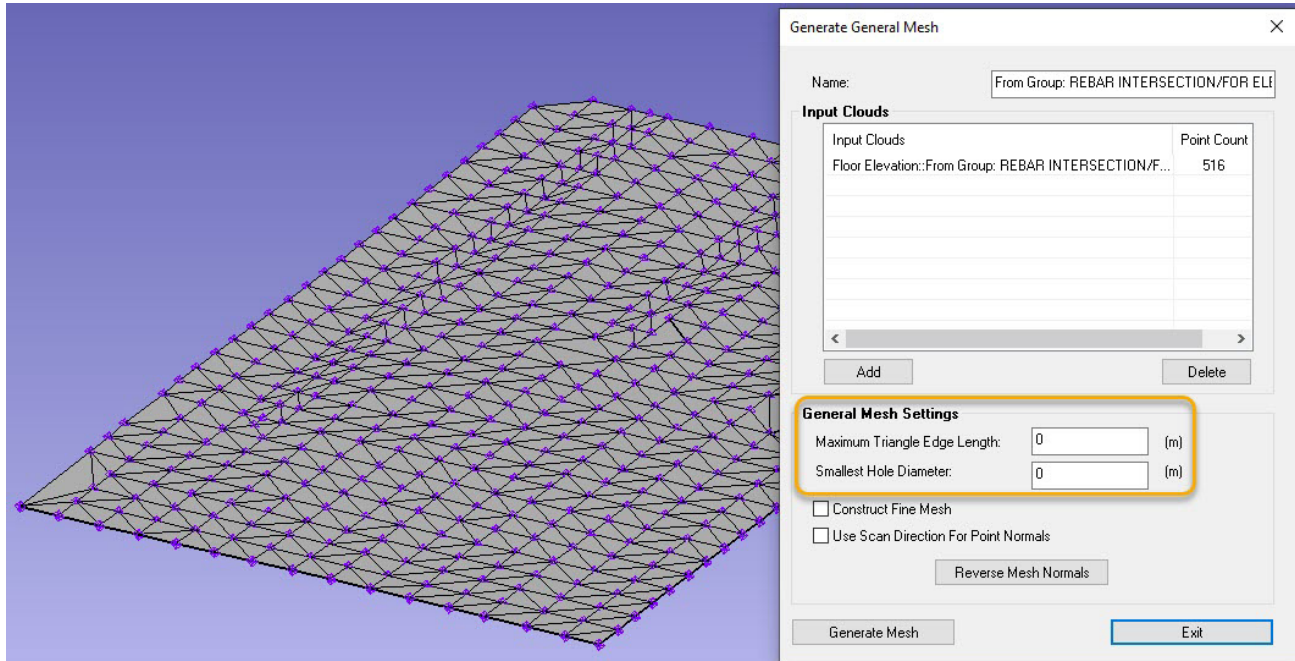 Generate General Mesh
Name: From Group: REBAR INTERSECTION/FOR ELE
Input Clouds
Input Clouds Point Count
Floor Elevation::From Group: REBAR INTERSECTION/F... 516
Add Delete
General Mesh Settings
Maximum Triangle Edge Length: 0 (m)
Smallest Hole Diameter: 0 (m)
Construct Fine Mesh
Use Scan Direction For Point Normals
Reverse Mesh Normals
Generate Mesh Exit